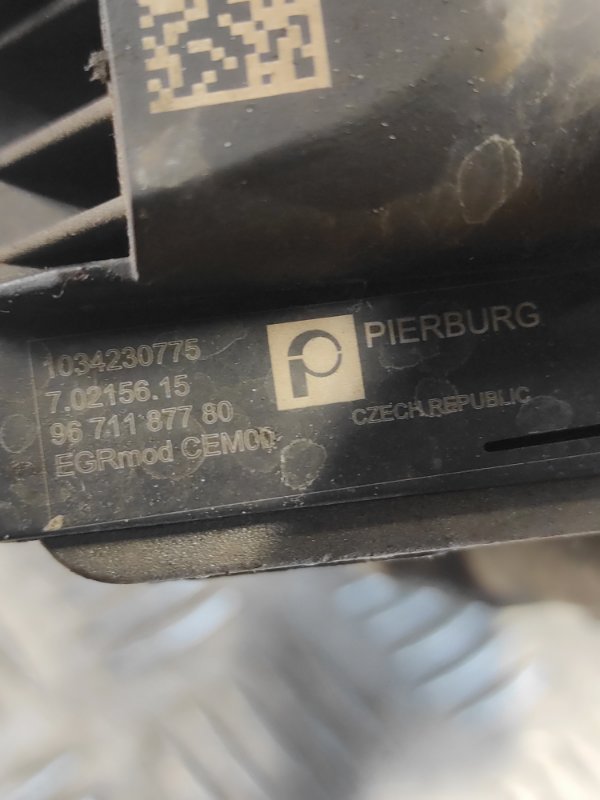 1034230775
7.02156.15
96 711 877 80
EGRmod CEM00
PIERBURG
CZECH REPUBLIC